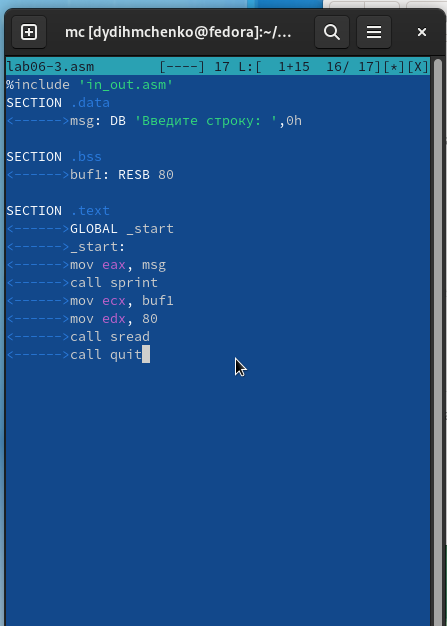 mc [dydihmchenko@fedora]:~/...
lab06-3.asm [----] 17 L:[ 1+15 16/ 17][*][X]
%include 'in_out.asm'
SECTION .data
<------>msg: DB 'Введите строку: ',0h
SECTION .bss
<------>buf1: RESB 80
SECTION .text
<------>GLOBAL _start
<------>_start:
<------>mov eax, msg
<------>call sprint
<------>mov ecx, buf1
<------>mov edx, 80
<------>call sread
<------>call quit